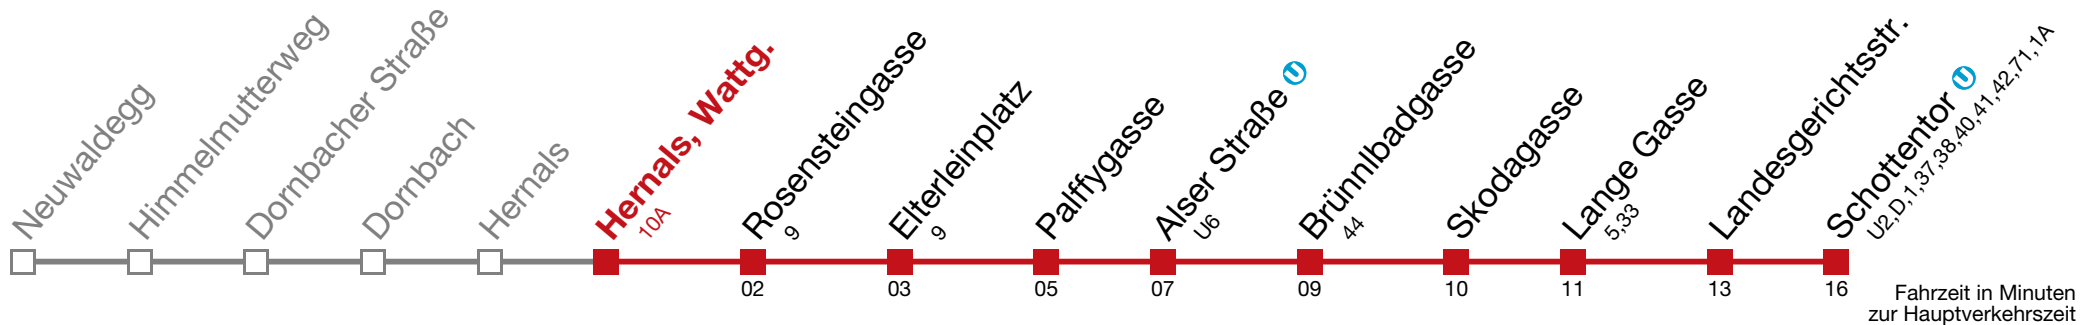 Neuwaldegg
Himmelmutterweg
Dornbacher Straße
Dornbach
Hernals
Hernals, Wattg.
10A
Rosensteingasse
9
Elterleinplatz
9
Palffygasse
Alser Straße U
U6
Brünnlbadgasse
44
Skodagasse
Lange Gasse
5,33
Landesgerichtsstr.
Schottentor U
U2,D,1,37,38,40,41,42,71,1A
02
03
05
07
09
10
11
13
16
Fahrzeit in Minuten
zur Hauptverkehrszeit